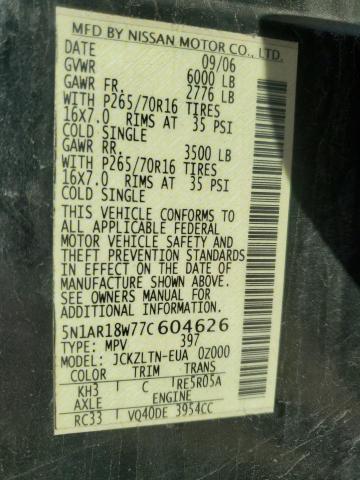 MFD BY NISSAN MOTOR CO., LTD.
DATE 09/06
GVWR 6000 LB
GAWR FR. 2776 LB
WITH P265/70R16 TIRES
16X7.0 RIMS AT 35 PSI
COLD SINGLE
GAWR RR. 3500 LB
WITH P265/70R16 TIRES
16X7.0 RIMS AT 35 PSI
COLD SINGLE
THIS VEHICLE CONFORMS TO
ALL APPLICABLE FEDERAL
MOTOR VEHICLE SAFETY AND
THEFT PREVENTION STANDARDS
IN EFFECT ON THE DATE OF
MANUFACTURE SHOWN ABOVE.
SEE OWNERS MANUAL OR
WEBSITE FOR ADDITIONAL
5N1AR18W77C604626
TYPE: MPV 397
MODEL: JCKZLTN-EUA 0Z000
COLOR TRIM TRANS
KH3 C RE5R05A
AXLE ENGINE
RC33 VQ40DE 3954CC